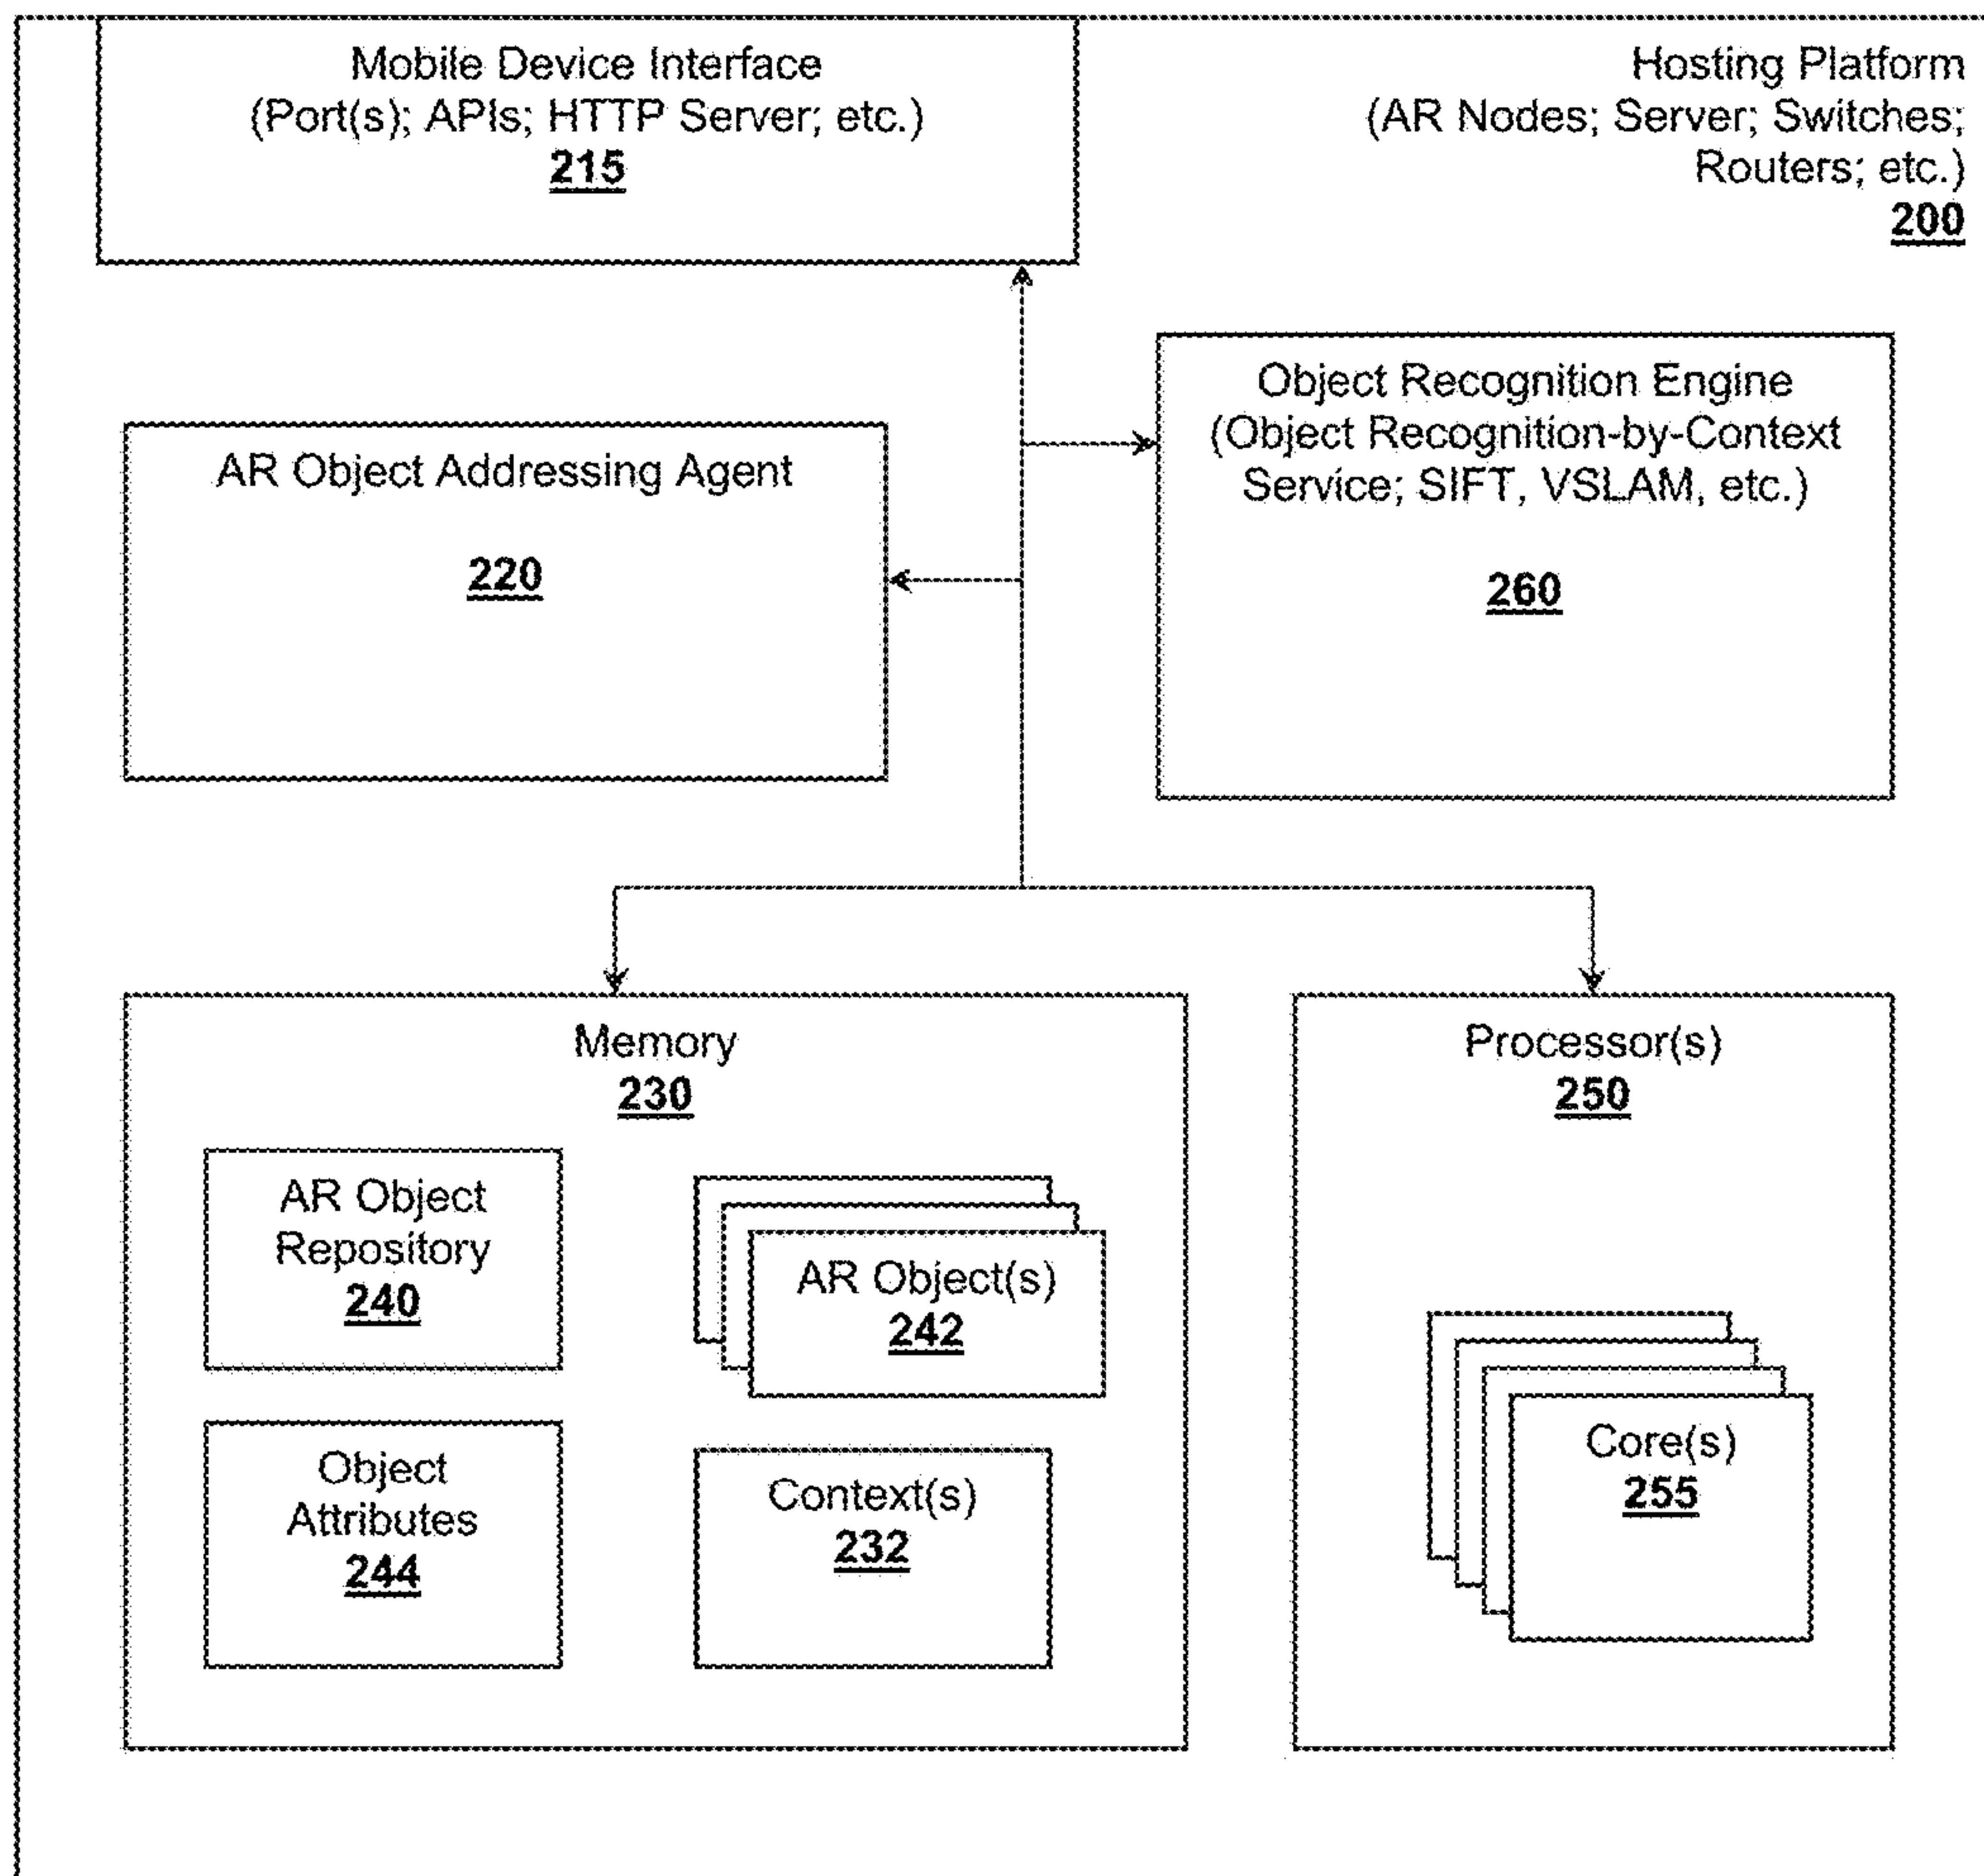 Mobile Device Interface
(Port(s); APIs; HTTP Server; etc.)
215
Hosting Platform
(AR Nodes; Server; Switches;
Routers; etc.)
200
Object Recognition Engine
(Object Recognition-by-Context
Service; SIFT, VSLAM, etc.)
260
AR Object Addressing Agent
220
Memory
230
AR Object
Repository
240
AR Object(s)
242
Object
Attributes
244
Context(s)
232
Processor(s)
250
Core(s)
255